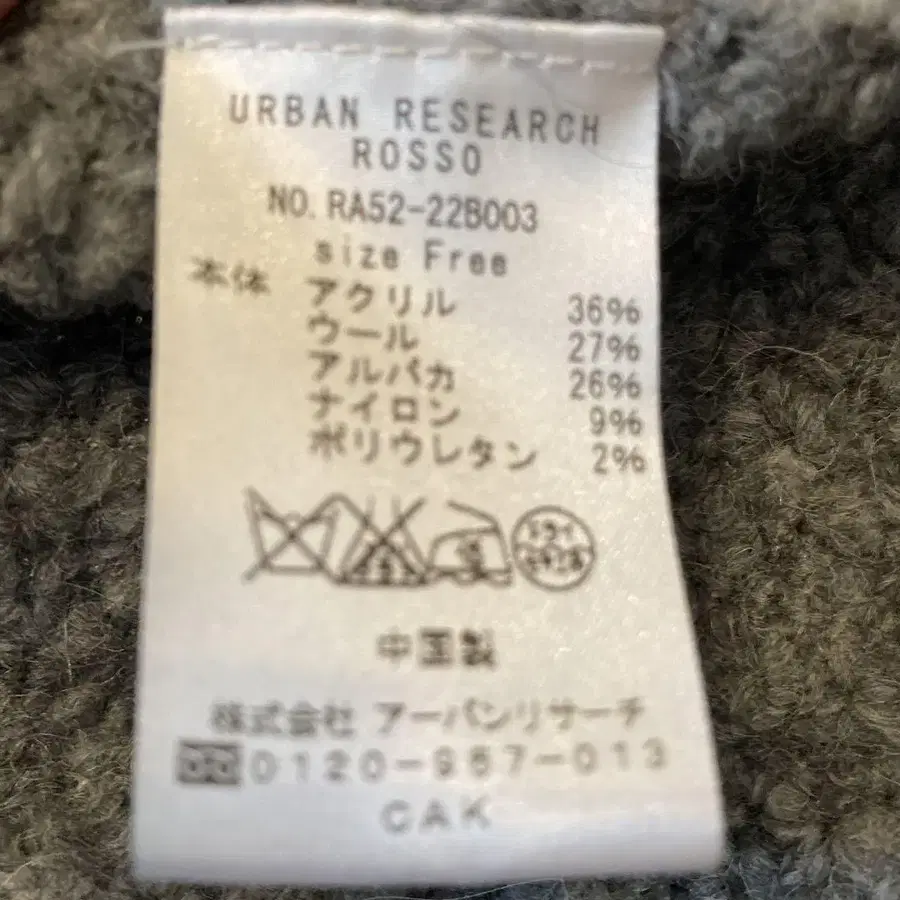 URBAN RESEARCH
ROSSO
NO. RA52-22B003
size Free
本体 アクリル 36%
ウール 27%
アルパカ 26%
ナイロン 9%
ポリウレタン 2%
中国製
株式会社 アーバンリサーチ
0120-957-013
CAK